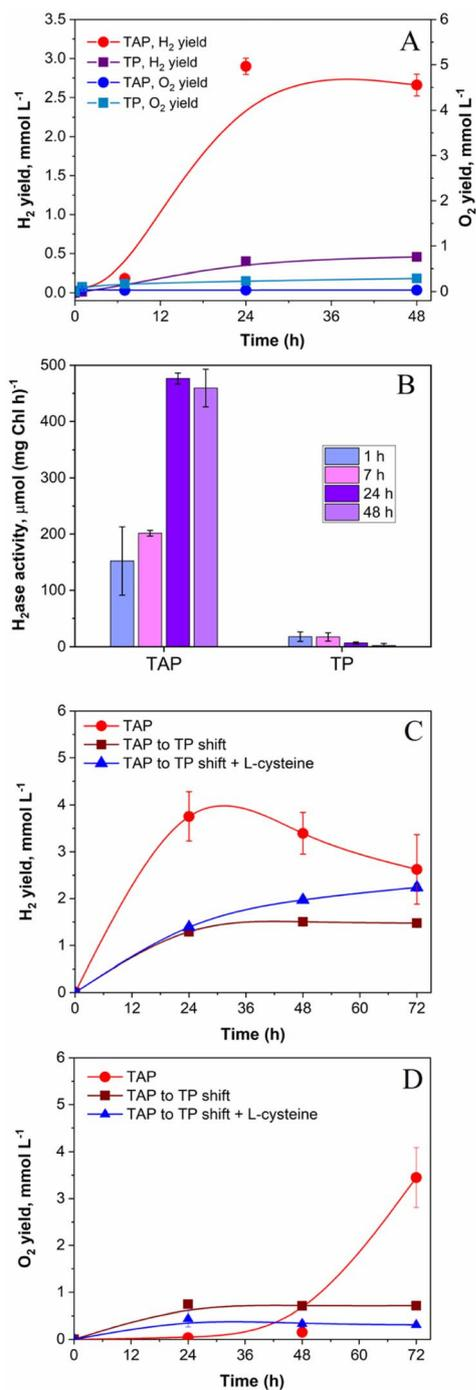 A
TAP, H₂ yield
TP, H₂ yield
TAP, O₂ yield
TP, O₂ yield
H₂ yield, mmol L⁻¹
3.5
3.0
2.5
2.0
1.5
1.0
0.5
0.0
O₂ yield, mmol L⁻¹
6
5
4
3
2
1
0
0 12 24 36 48
Time (h)
B
H₂ase activity, μmol (mg Chl h)⁻¹
500
400
300
200
100
0
1 h
7 h
24 h
48 h
TAP TP
C
TAP
TAP to TP shift
TAP to TP shift + L-cysteine
H₂ yield, mmol L⁻¹
6
5
4
3
2
1
0
0 12 24 36 48 60 72
Time (h)
D
TAP
TAP to TP shift
TAP to TP shift + L-cysteine
O₂ yield, mmol L⁻¹
6
5
4
3
2
1
0
0 12 24 36 48 60 72
Time (h)